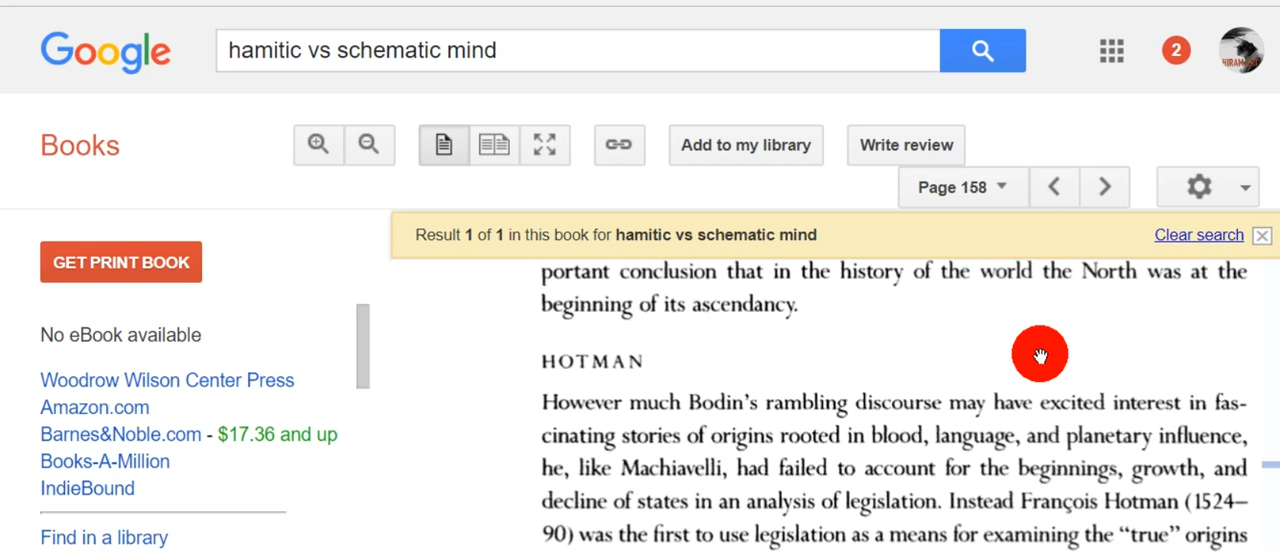 Google
hamitic vs schematic mind
2
HIRAM
Books
Add to my library
Write review
Page 158
Result 1 of 1 in this book for hamitic vs schematic mind
Clear search
GET PRINT BOOK
No eBook available
Woodrow Wilson Center Press
Amazon.com
Barnes&Noble.com - $17.36 and up
Books-A-Million
IndieBound
Find in a library
portant conclusion that in the history of the world the North was at the
beginning of its ascendancy.
HOTMAN
However much Bodin's rambling discourse may have excited interest in fas-
cinating stories of origins rooted in blood, language, and planetary influence,
he, like Machiavelli, had failed to account for the beginnings, growth, and
decline of states in an analysis of legislation. Instead François Hotman (1524–
90) was the first to use legislation as a means for examining the “true” origins